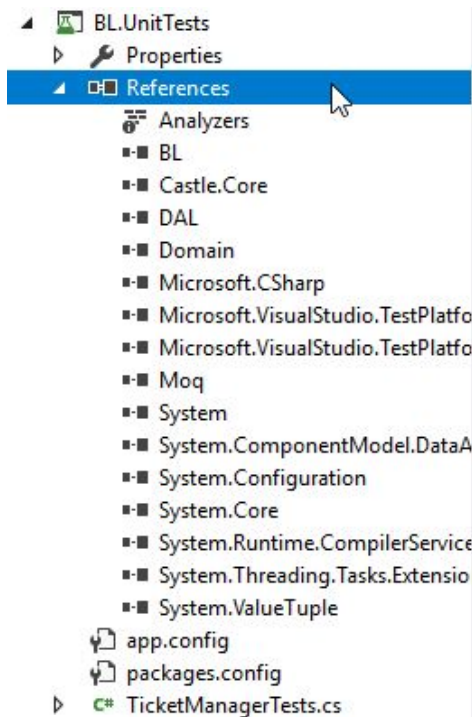 BL.UnitTests
Properties
References
Analyzers
BL
Castle.Core
DAL
Domain
Microsoft.CSharp
Microsoft.VisualStudio.TestPlatfo
Microsoft.VisualStudio.TestPlatfo
Moq
System
System.ComponentModel.DataA
System.Configuration
System.Core
System.Runtime.CompilerService
System.Threading.Tasks.Extensio
System.ValueTuple
app.config
packages.config
C# TicketManagerTests.cs